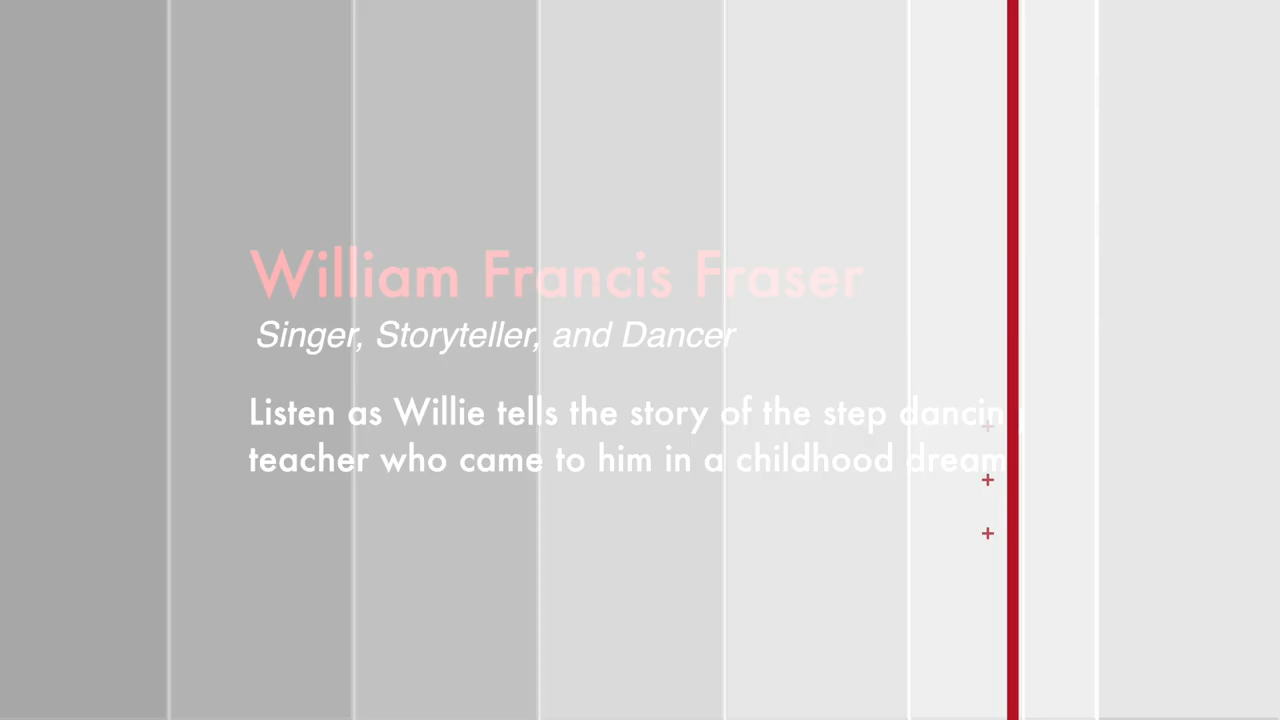 William Francis Fraser
Singer, Storyteller, and Dancer
Listen as Willie tells the story of the step dancin
teacher who came to him in a childhood dream